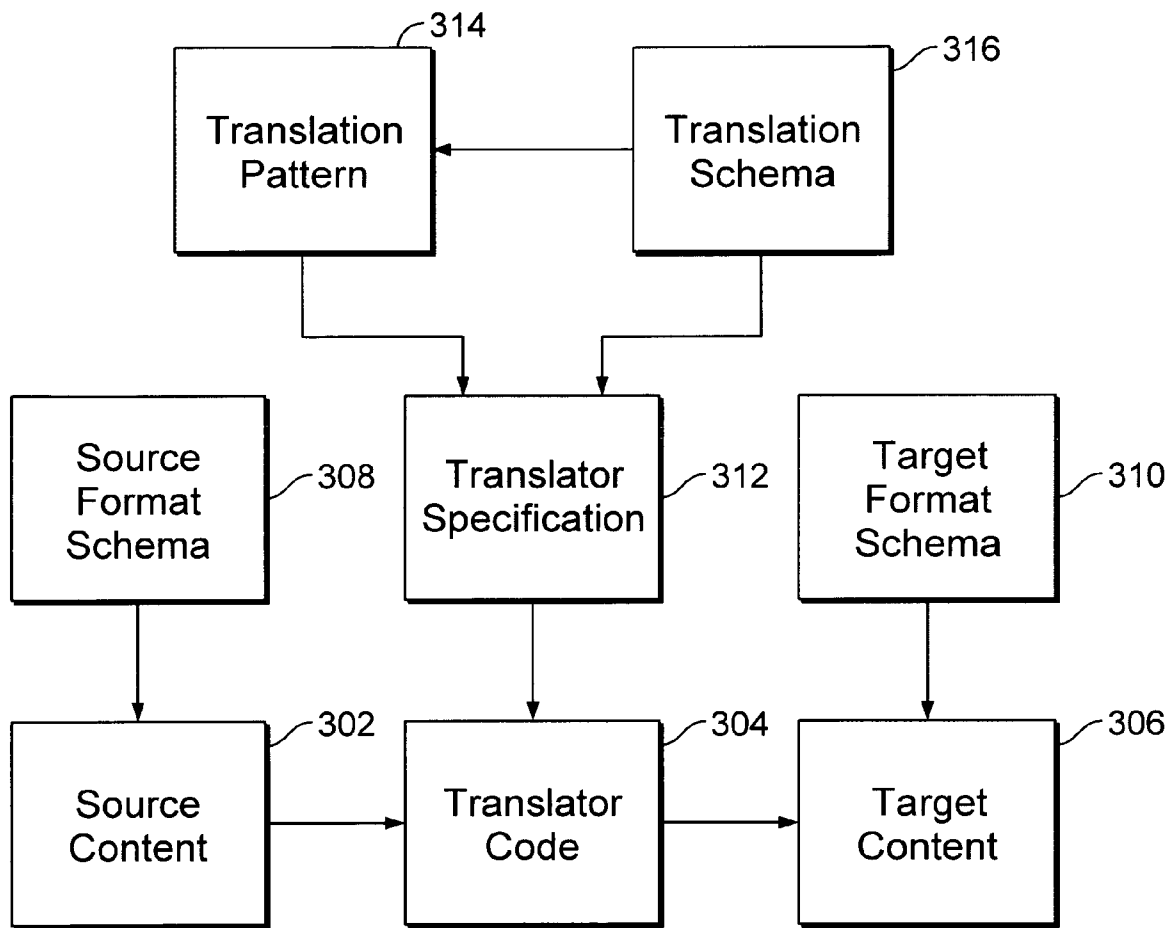 314
316
Translation
Pattern
Translation
Schema
Source
Format
Schema
308
Translator
Specification
312
Target
Format
Schema
310
302
304
306
Source
Content
Translator
Code
Target
Content